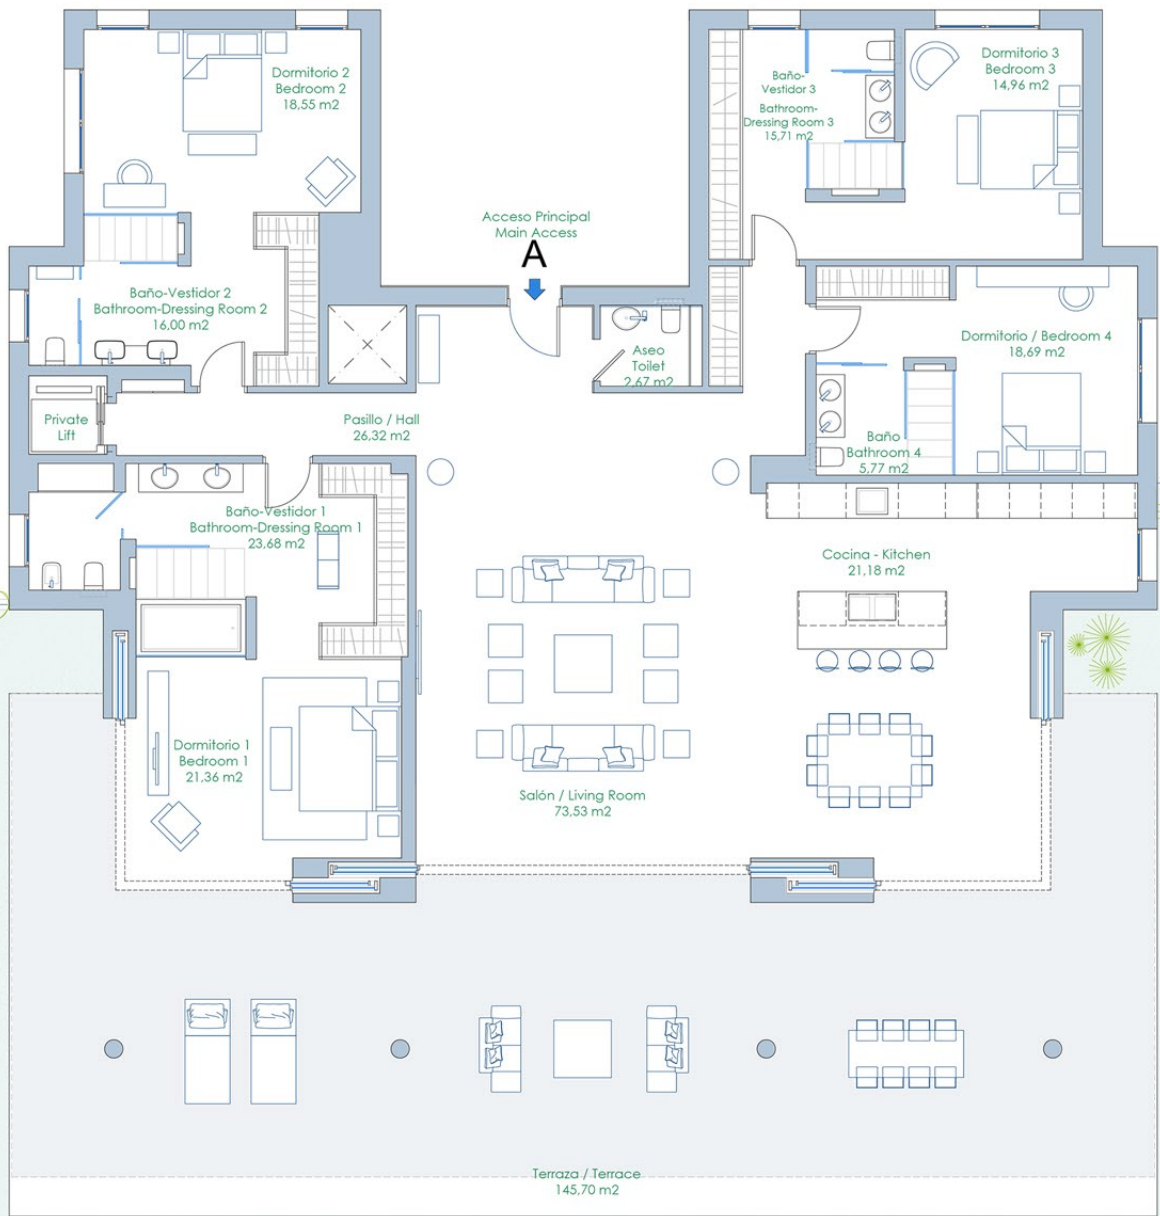 Dormitorio 2
Bedroom 2
18,55 m2
Baño-
Vestidor 3
Bathroom-
Dressing Room 3
15,71 m2
Dormitorio 3
Bedroom 3
14,96 m2
Acceso Principal
Main Access
A
Baño-Vestidor 2
Bathroom-Dressing Room 2
16,00 m2
Aseo
Toilet
2,67 m2
Dormitorio / Bedroom 4
18,69 m2
Private
Lift
Pasillo / Hall
26,32 m2
Baño
Bathroom 4
5,77 m2
Baño-Vestidor 1
Bathroom-Dressing Room 1
23,68 m2
Cocina - Kitchen
21,18 m2
Dormitorio 1
Bedroom 1
21,36 m2
Salón / Living Room
73,53 m2
Terraza / Terrace
145,70 m2